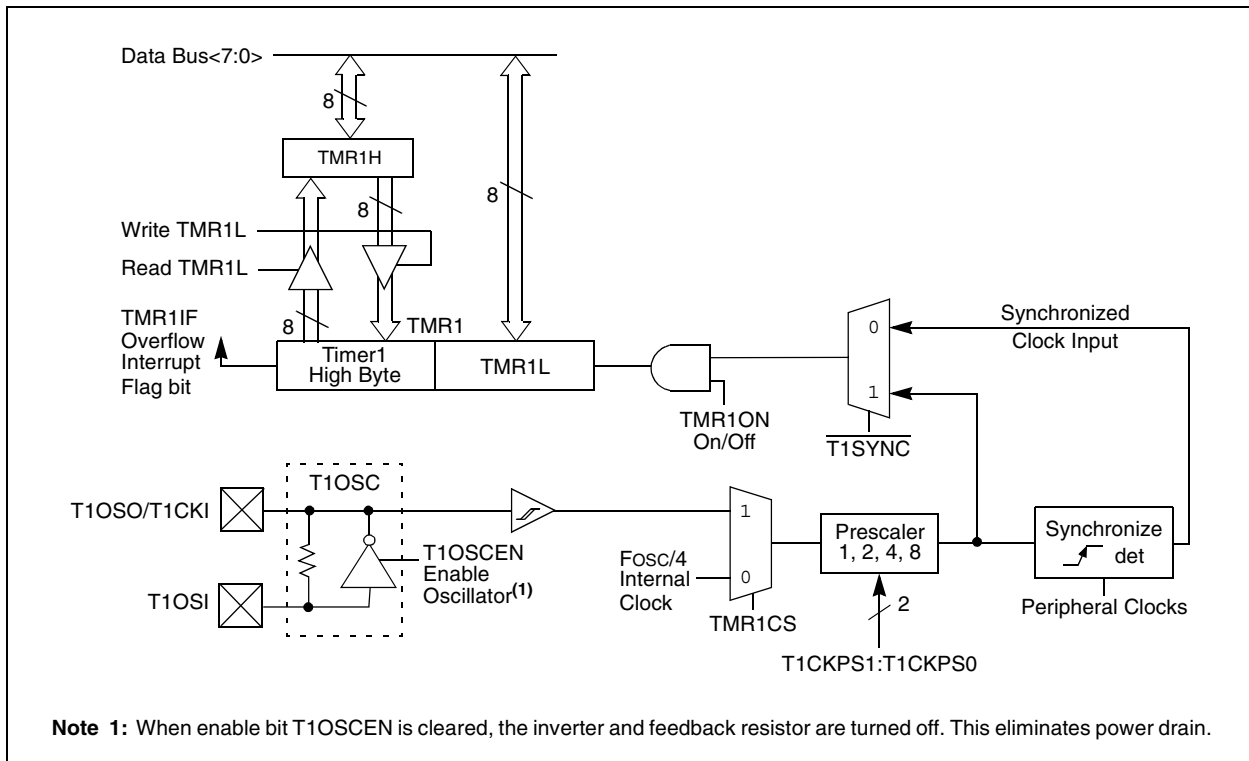 Data Bus<7:0>
8
TMR1H
8
8
Write TMR1L
Read TMR1L
8
TMR1IF
Overflow
Interrupt
Flag bit
TMR1
Timer1
High Byte
TMR1L
TMR1ON
On/Off
0
1
T1SYNC
Synchronized
Clock Input
T1OSC
T1OSO/T1CKI
T1OSI
T1OSCEN
Enable
Oscillator(1)
FOSC/4
Internal
Clock
1
0
TMR1CS
Prescaler
1, 2, 4, 8
2
T1CKPS1:T1CKPS0
Synchronize
det
Peripheral Clocks
Note 1: When enable bit T1OSCEN is cleared, the inverter and feedback resistor are turned off. This eliminates power drain.